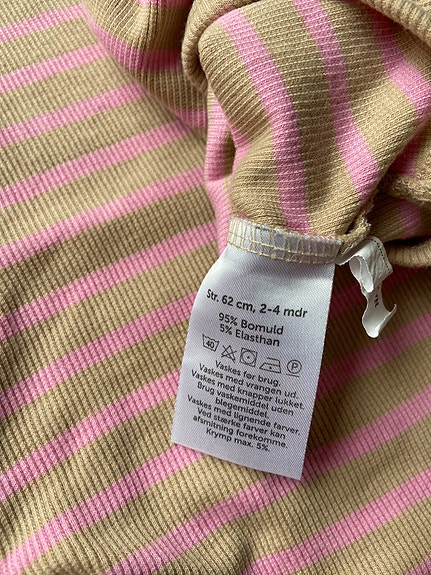 Str. 62 cm, 2-4 mdr
95% Bomuld
5% Elasthan
40 P
Vaskes før brug.
Vaskes med vrangen ud.
Vaskes med knapper lukket.
Brug vaskemiddel uden
blegemiddel.
Vaskes med lignende farver.
Ved stærke farver kan
afsmitning forekomme.
Krymp max. 5%.